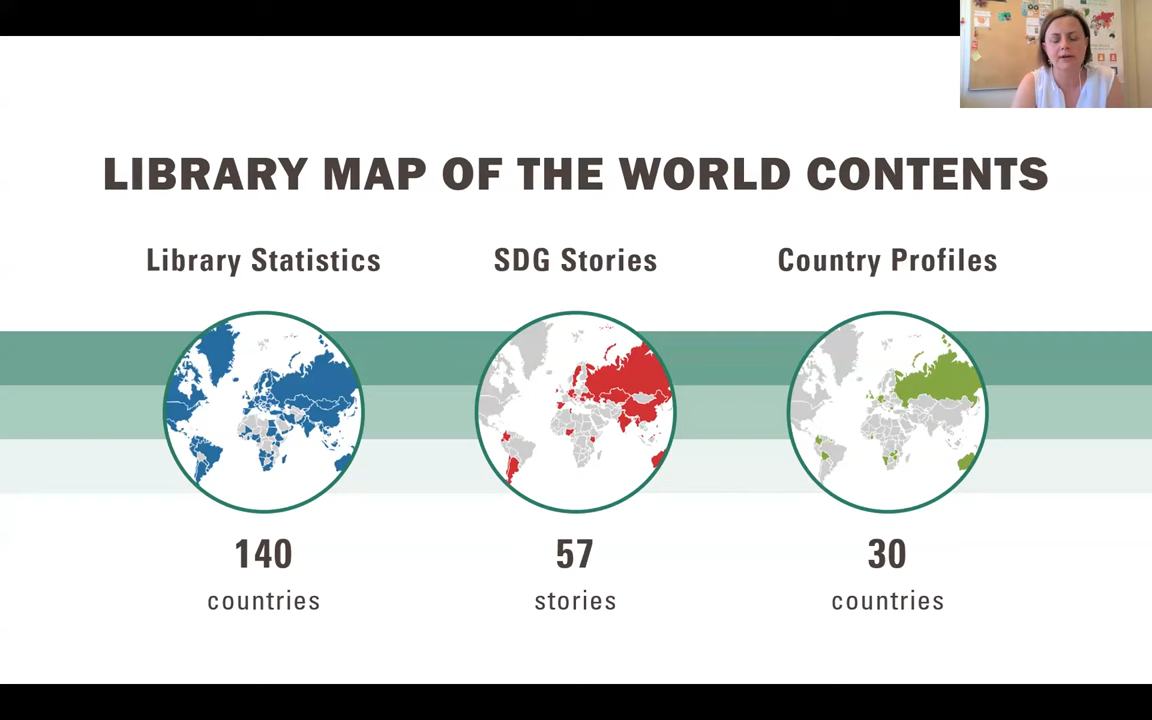 LIBRARY MAP OF THE WORLD CONTENTS
Library Statistics
SDG Stories
Country Profiles
140
57
30
countries
stories
countries